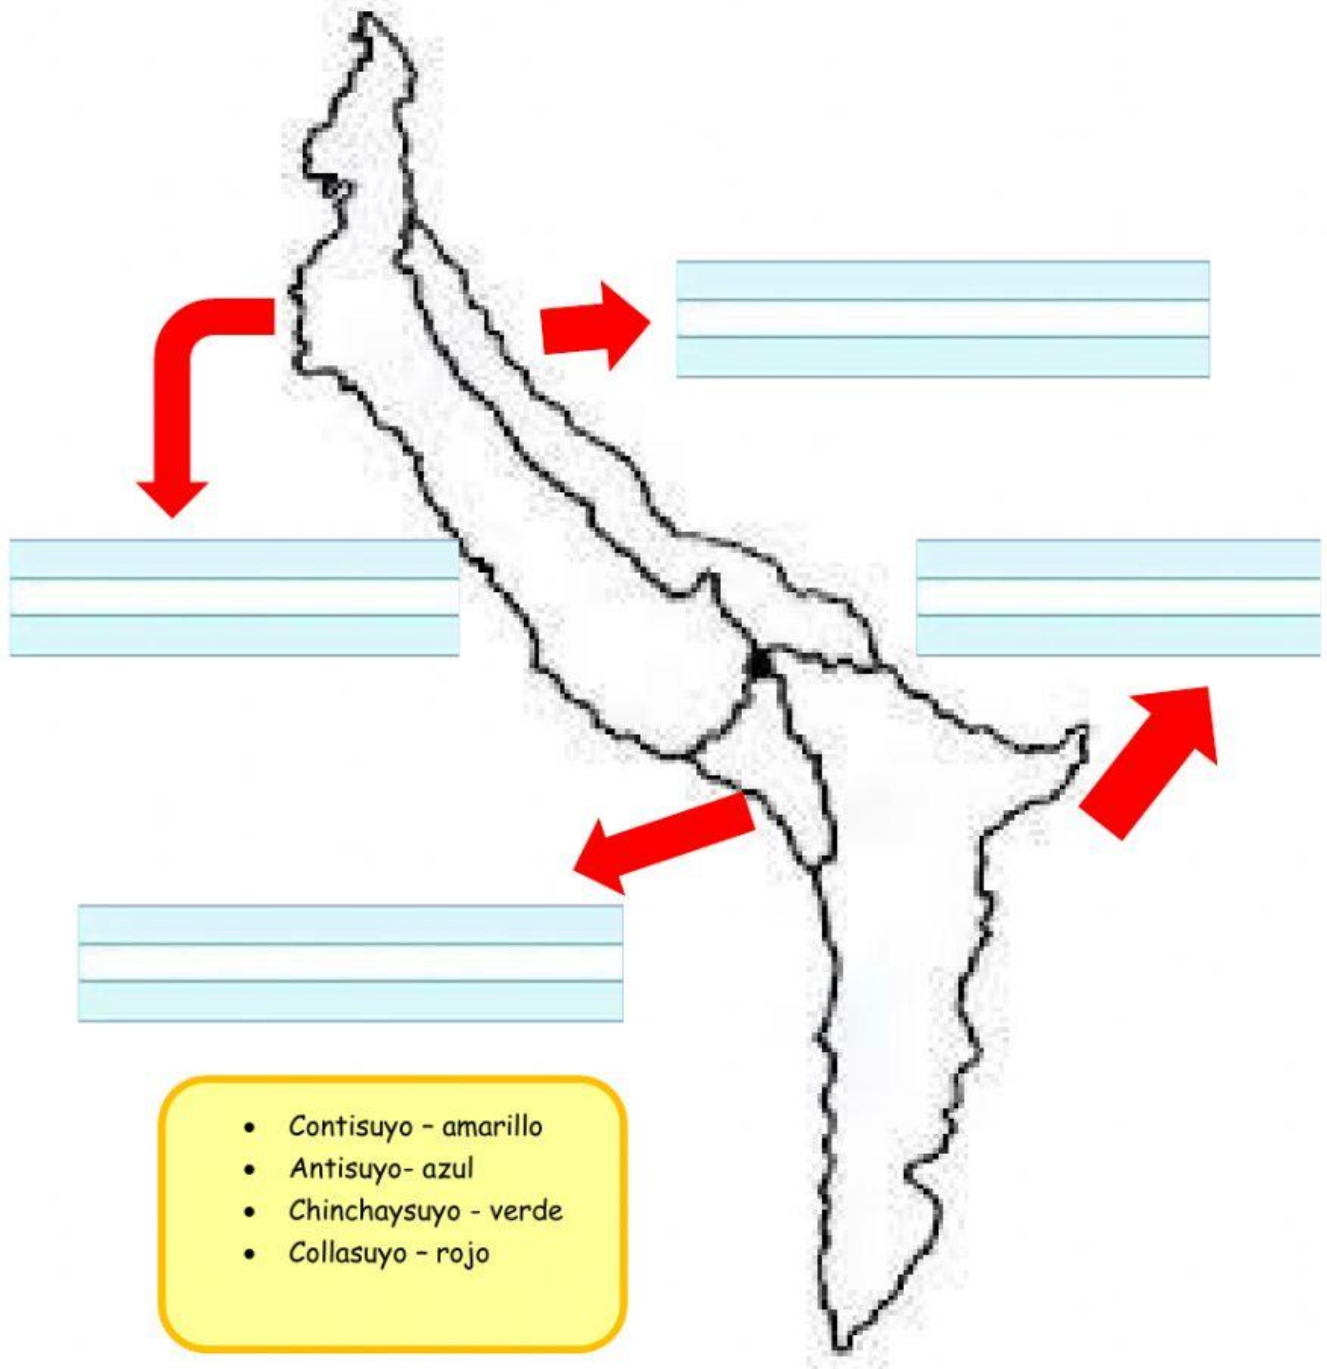 • Contisuyo – amarillo
• Antisuyo- azul
• Chinchaysuyo - verde
• Collasuyo – rojo